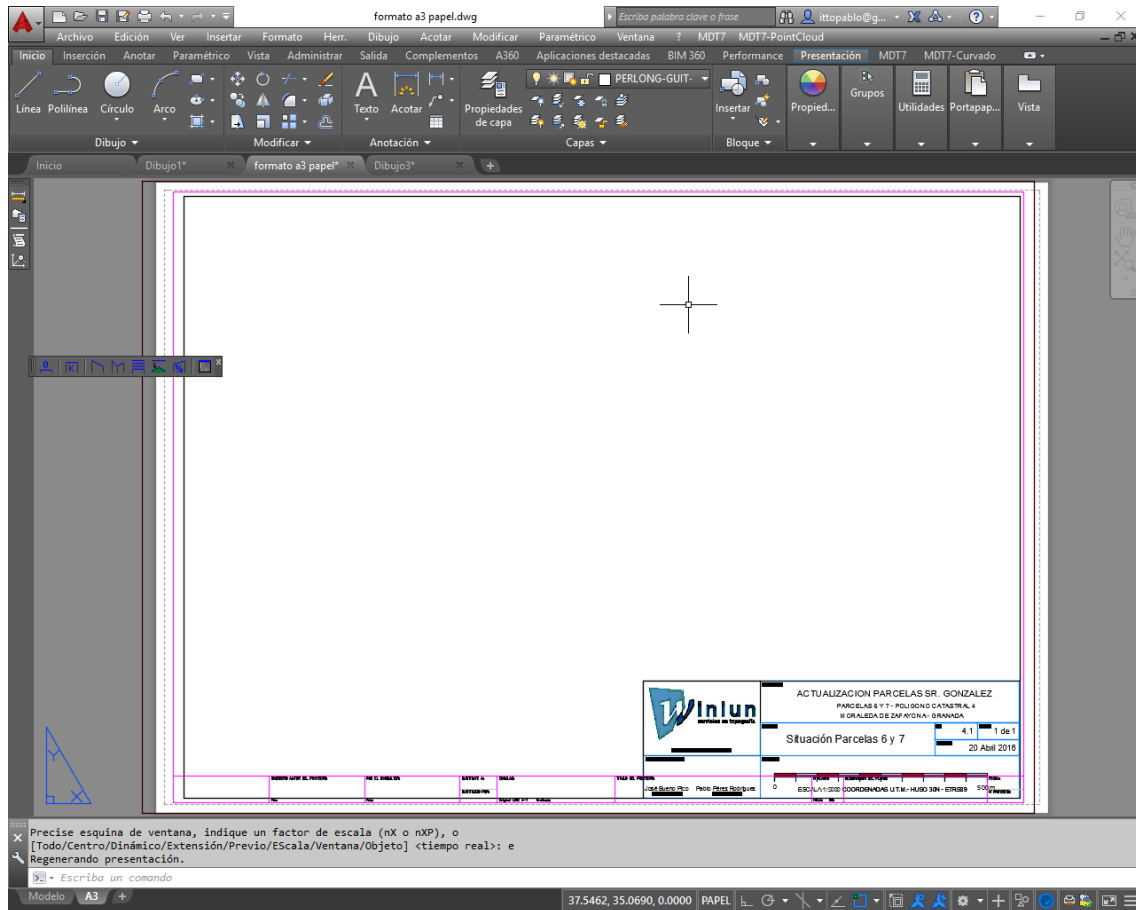 formato a3 papel.dwg
Escriba palabra clave o frase
ittopablo@g...
Archivo Edición Ver Insertar Formato Herr. Dibujo Acotar Modificar Paramétrico Ventana ? MDT7 MDT7-PointCloud
Inicio Inserción Anotar Paramétrico Vista Administrar Salida Complementos A360 Aplicaciones destacadas BIM 360 Performance Presentación MDT7 MDT7-Curvado
PERLONG-GUIT-
Línea Polilínea Círculo Arco Texto Acotar Propiedades de capa Insertar Propied... Grupos Utilidades Portapap... Vista
Dibujo Modificar Anotación Capas Bloque
Inicio Dibujo1* formato a3 papel* Dibujo3*
Winlun
servicios en topografía
ACTUALIZACION PARCELAS SR. GONZALEZ
PARCELAS 6 Y 7 - POLIGONO CATASTRAL 4
MORALEDA DE ZAFAYONA - GRANADA
Situación Parcelas 6 y 7
4.1 1 de 1
20 Abril 2016
José Bueno Pico Pablo Pérez Rodríguez
0 500 m
COORDENADAS U.T.M.- HUSO 30N - ETRS89
Y
X
Precise esquina de ventana, indique un factor de escala (nX o nXP), o
[Todo/Centro/Dinámico/Extensión/Previo/EScala/Ventana/Objeto] <tiempo real>: e
Regenerando presentación.
Escriba un comando
Modelo A3
37.5462, 35.0690, 0.0000 PAPEL